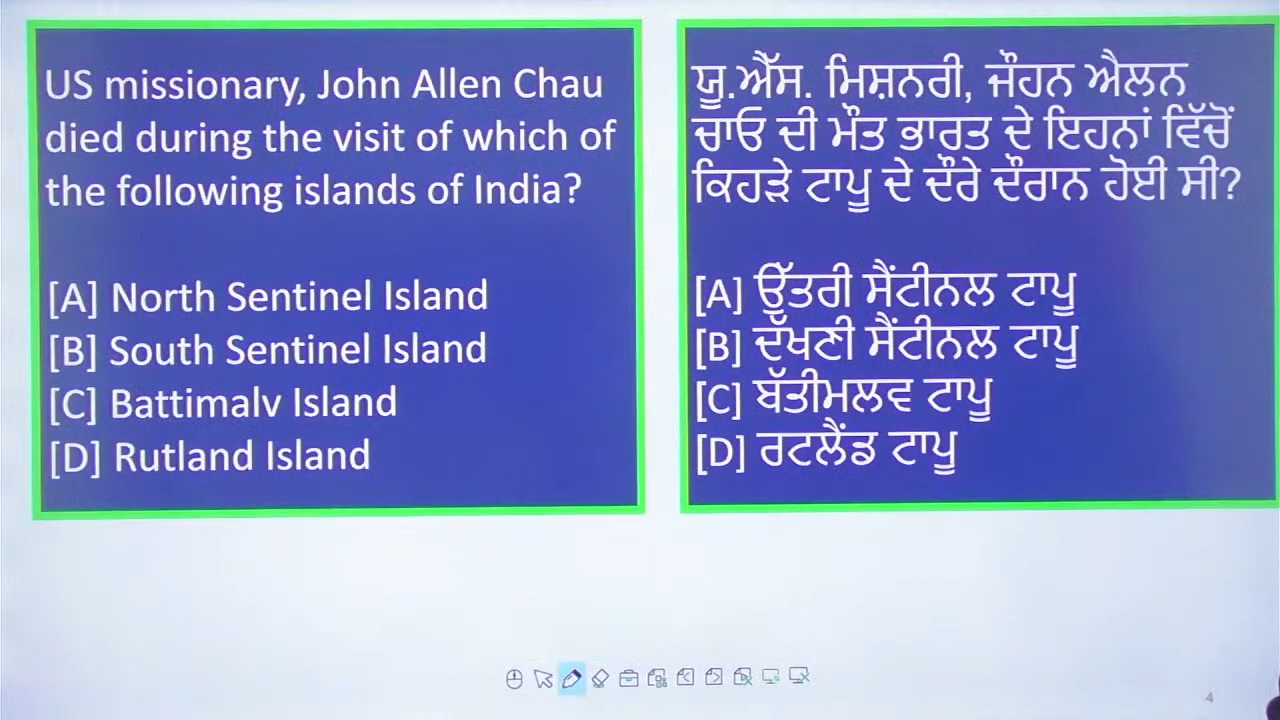 US missionary, John Allen Chau
died during the visit of which of
the following islands of India?
[A] North Sentinel Island
[B] South Sentinel Island
[C] Battimalv Island
[D] Rutland Island
ਯੂ.ਐੱਸ. ਮਿਸ਼ਨਰੀ, ਜੌਹਨ ਐਲਨ
ਚਾਓ ਦੀ ਮੌਤ ਭਾਰਤ ਦੇ ਇਹਨਾਂ ਵਿੱਚੋਂ
ਕਿਹੜੇ ਟਾਪੂ ਦੇ ਦੌਰੇ ਦੌਰਾਨ ਹੋਈ ਸੀ?
[A] ਉੱਤਰੀ ਸੈਂਟੀਨਲ ਟਾਪੂ
[B] ਦੱਖਣੀ ਸੈਂਟੀਨਲ ਟਾਪੂ
[C] ਬੱਤੀਮਲਵ ਟਾਪੂ
[D] ਰਟਲੈਂਡ ਟਾਪੂ
4